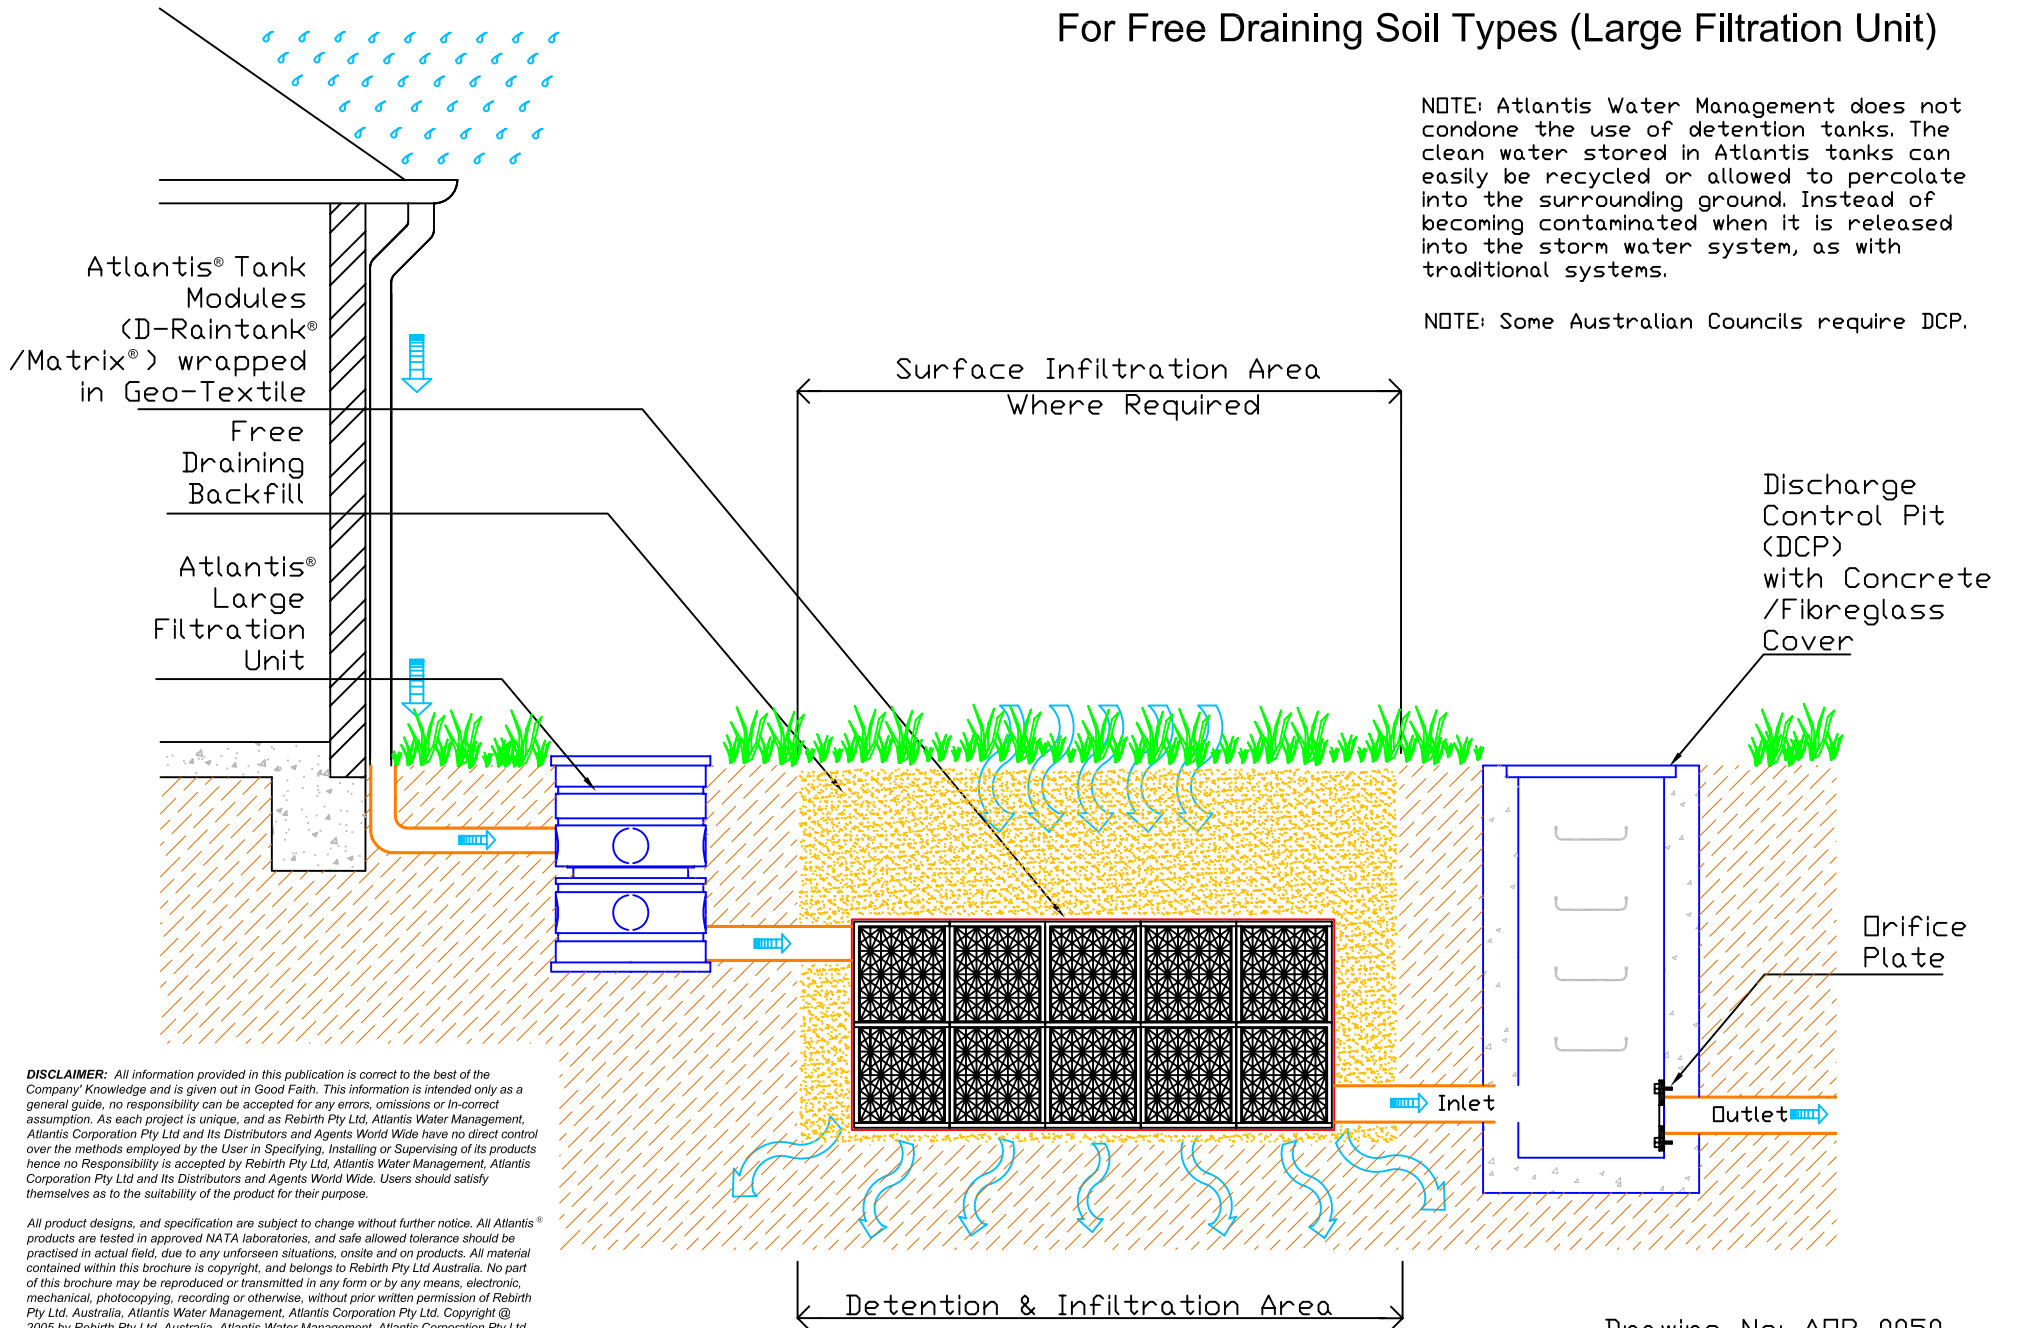 For Free Draining Soil Types (Large Filtration Unit)
NOTE: Atlantis Water Management does not
condone the use of detention tanks. The
clean water stored in Atlantis tanks can
easily be recycled or allowed to percolate
into the surrounding ground. Instead of
becoming contaminated when it is released
into the storm water system, as with
traditional systems.
NOTE: Some Australian Councils require DCP.
Atlantis® Tank
Modules
(D-Raintank®
/Matrix®) wrapped
in Geo-Textile
Free
Draining
Backfill
Atlantis®
Large
Filtration
Unit
Surface Infiltration Area
Where Required
Discharge
Control Pit
(DCP)
with Concrete
/Fibreglass
Cover
Orifice
Plate
Inlet
Outlet
DISCLAIMER: All information provided in this publication is correct to the best of the
Company' Knowledge and is given out in Good Faith. This information is intended only as a
general guide, no responsibility can be accepted for any errors, omissions or In-correct
assumption. As each project is unique, and as Rebirth Pty Ltd, Atlantis Water Management,
Atlantis Corporation Pty Ltd and Its Distributors and Agents World Wide have no direct control
over the methods employed by the User in Specifying, Installing or Supervising of its products
hence no Responsibility is accepted by Rebirth Pty Ltd, Atlantis Water Management, Atlantis
Corporation Pty Ltd and Its Distributors and Agents World Wide. Users should satisfy
themselves as to the suitability of the product for their purpose.
All product designs, and specification are subject to change without further notice. All Atlantis ®
products are tested in approved NATA laboratories, and safe allowed tolerance should be
practised in actual field, due to any unforseen situations, onsite and on products. All material
contained within this brochure is copyright, and belongs to Rebirth Pty Ltd Australia. No part
of this brochure may be reproduced or transmitted in any form or by any means, electronic,
mechanical, photocopying, recording or otherwise, without prior written permission of Rebirth
Pty Ltd. Australia, Atlantis Water Management, Atlantis Corporation Pty Ltd. Copyright @
2005 by Rebirth Pty Ltd. Australia, Atlantis Water Management, Atlantis Corporation Pty Ltd.
Detention & Infiltration Area
Drawing No: